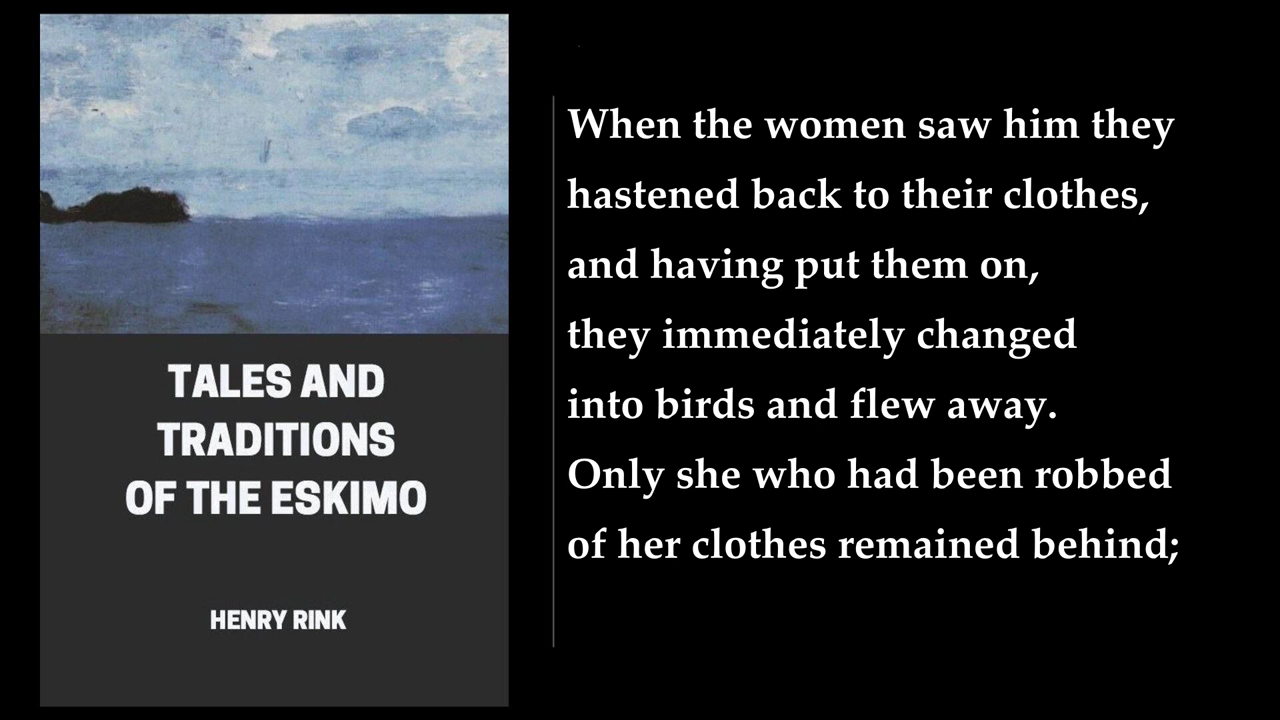 TALES AND
TRADITIONS
OF THE ESKIMO
HENRY RINK
When the women saw him they
hastened back to their clothes,
and having put them on,
they immediately changed
into birds and flew away.
Only she who had been robbed
of her clothes remained behind;